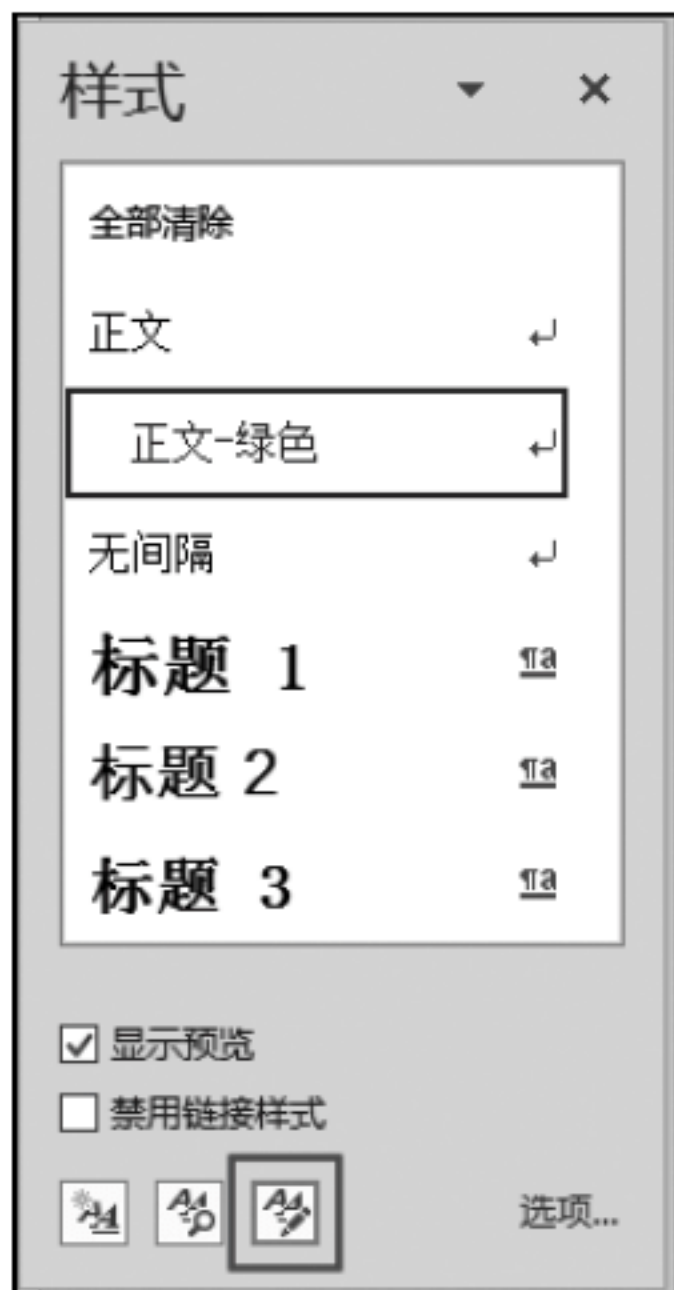 样式
全部清除
正文
正文-绿色
无间隔
标题 1
标题 2
标题 3
显示预览
禁用链接样式
选项...